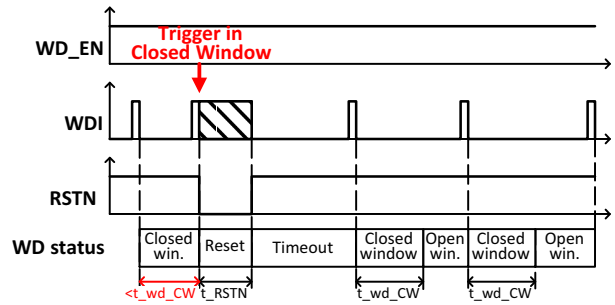 Trigger in
Closed Window
WD_EN
WDI
RSTN
WD status
Closed
win.
Reset
Timeout
Closed
window
Open
win.
Closed
window
Open
win.
<t_wd_CW
t_RSTN
t_wd_CW
t_wd_CW